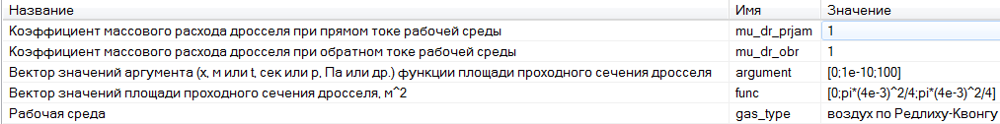 Название Имя Значение
Коэффициент массового расхода дросселя при прямом токе рабочей среды mu_dr_prjam 1
Коэффициент массового расхода дросселя при обратном токе рабочей среды mu_dr_obr 1
Вектор значений аргумента (x, м или t, сек или p, Па или др.) функции площади проходного сечения дросселя argument [0;1e-10;100]
Вектор значений площади проходного сечения дросселя, м^2 func [0;pi*(4e-3)^2/4;pi*(4e-3)^2/4]
Рабочая среда gas_type воздух по Редлиху-Квонгу